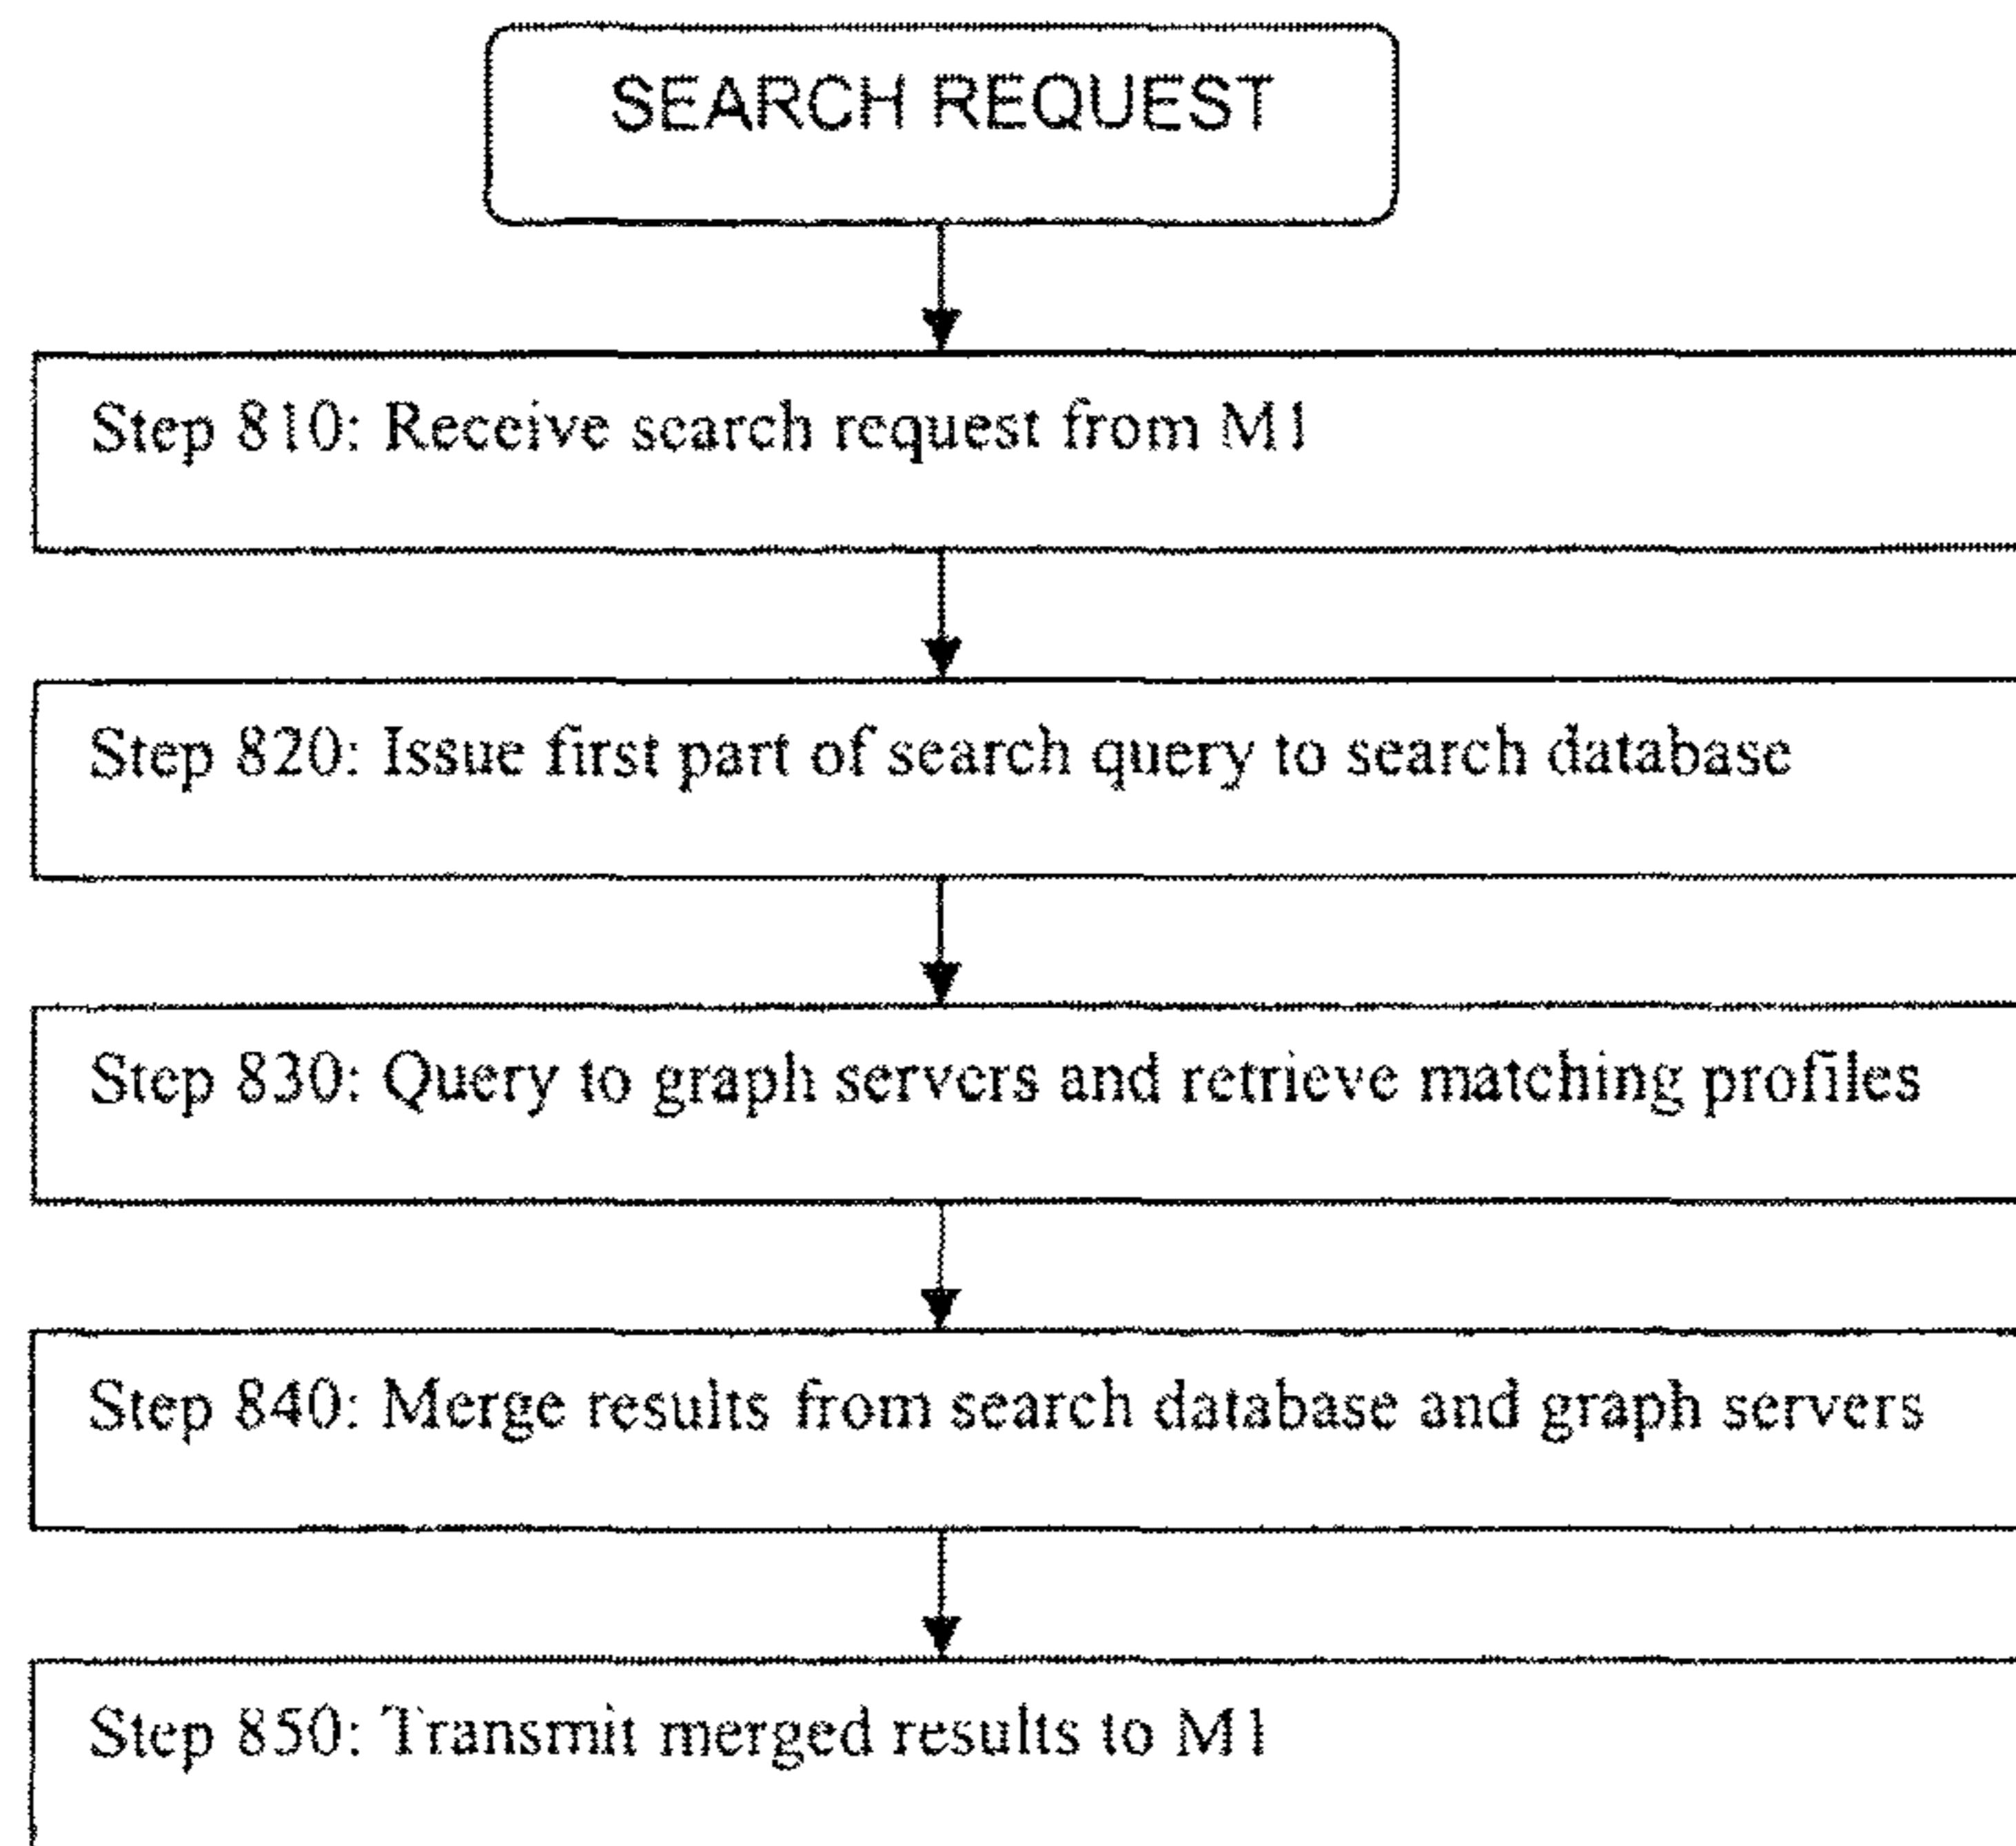 SEARCH REQUEST
Step 810: Receive search request from M1
Step 820: Issue first part of search query to search database
Step 830: Query to graph servers and retrieve matching profiles
Step 840: Merge results from search database and graph servers
Step 850: Transmit merged results to M1